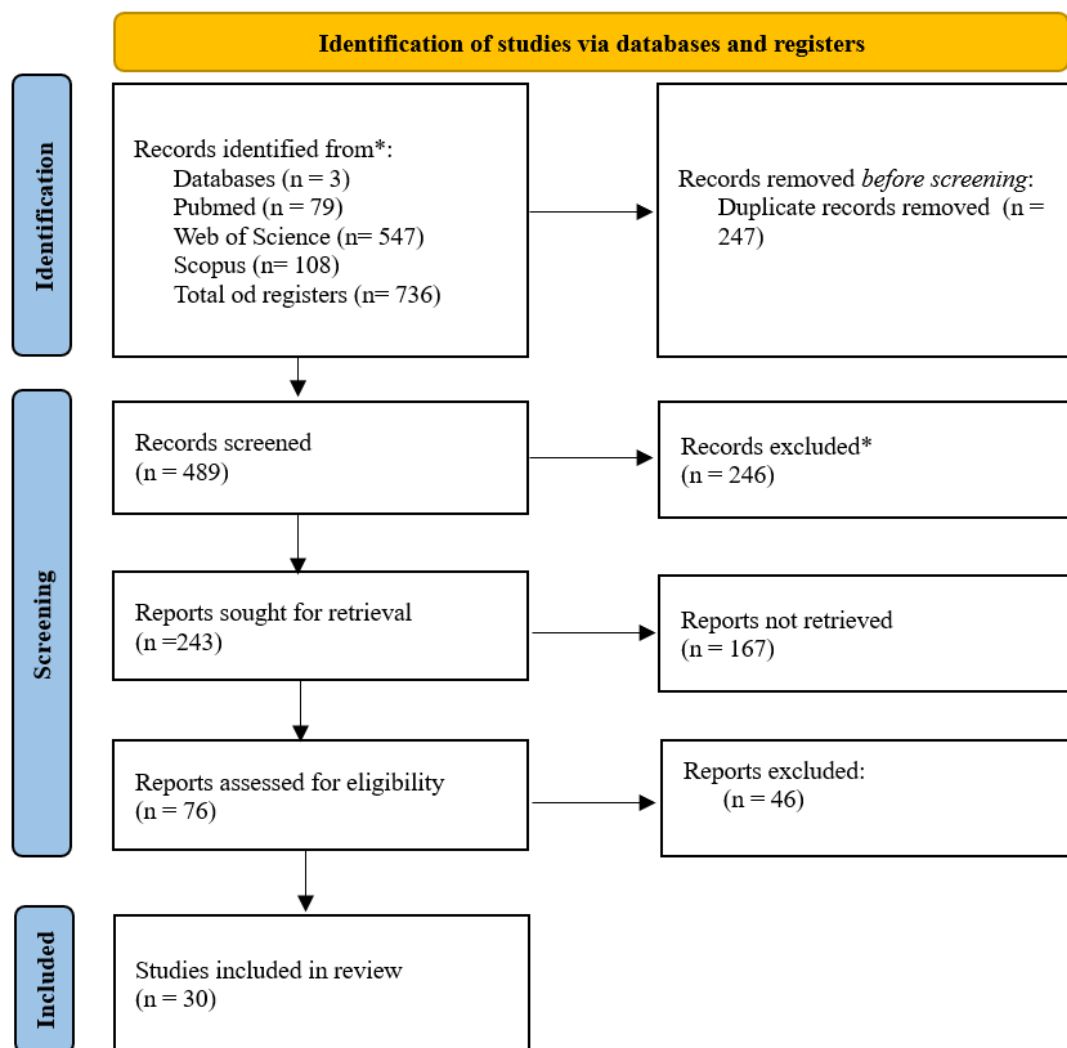 Identification of studies via databases and registers
Identification
Records identified from*:
Databases (n = 3)
Pubmed (n = 79)
Web of Science (n= 547)
Scopus (n= 108)
Total od registers (n= 736)
Records removed before screening:
Duplicate records removed  (n =
247)
Screening
Records screened
(n = 489)
Records excluded*
(n = 246)
Reports sought for retrieval
(n =243)
Reports not retrieved
(n = 167)
Reports assessed for eligibility
(n = 76)
Reports excluded:
(n = 46)
Included
Studies included in review
(n = 30)